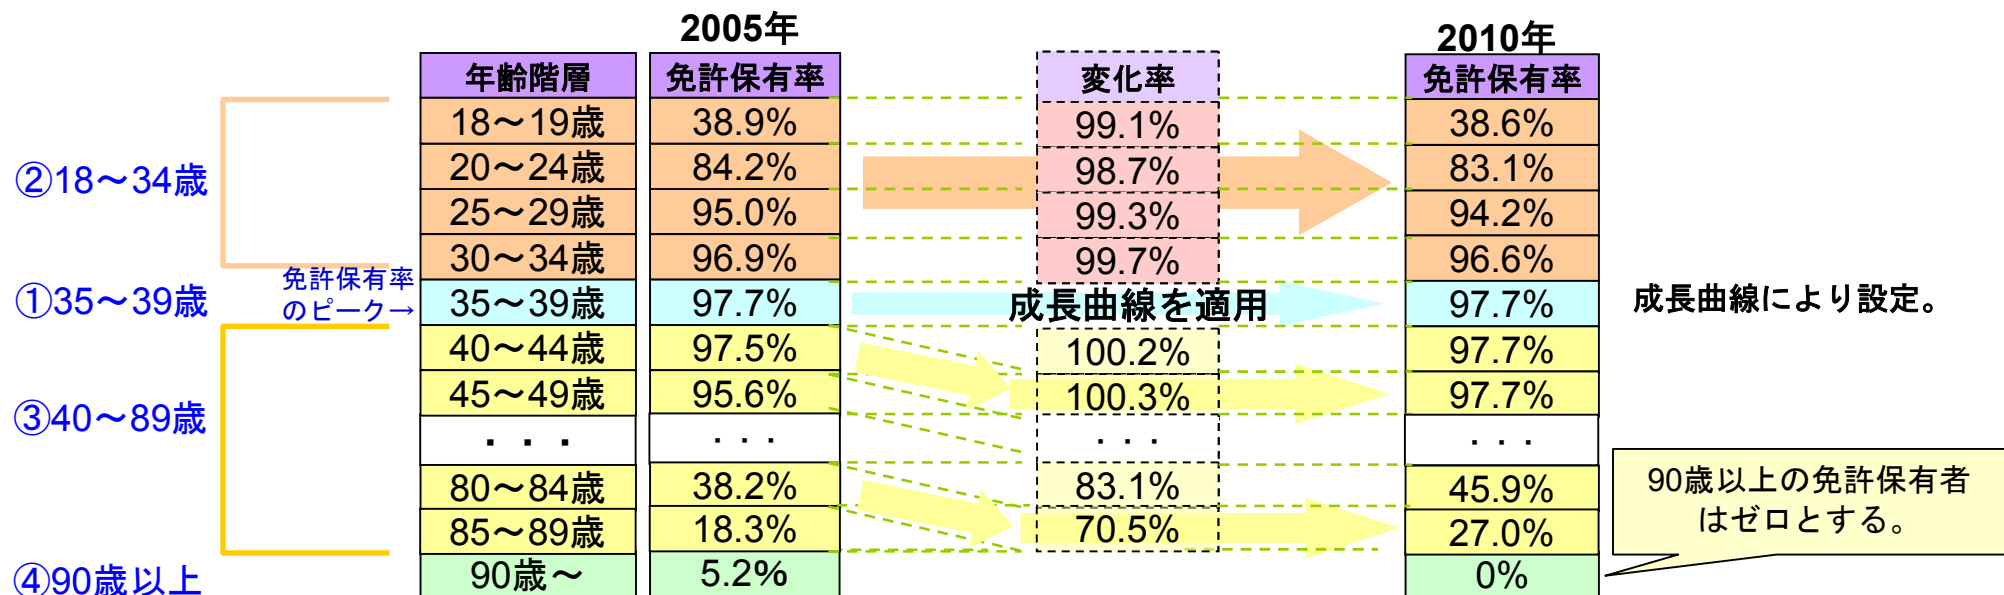 2005年
2010年
年齢階層 免許保有率 変化率 免許保有率
18～19歳 38.9% 99.1% 38.6%
20～24歳 84.2% 98.7% 83.1%
②18～34歳
25～29歳 95.0% 99.3% 94.2%
30～34歳 96.9% 99.7% 96.6%
①35～39歳
免許保有率
のピーク→
35～39歳 97.7% 成長曲線を適用 97.7% 成長曲線により設定。
40～44歳 97.5% 100.2% 97.7%
45～49歳 95.6% 100.3% 97.7%
③40～89歳
・・・ ・・・ ・・・ ・・・
80～84歳 38.2% 83.1% 45.9%
85～89歳 18.3% 70.5% 27.0%
90歳以上の免許保有者
はゼロとする。
④90歳以上
90歳～ 5.2% 0%